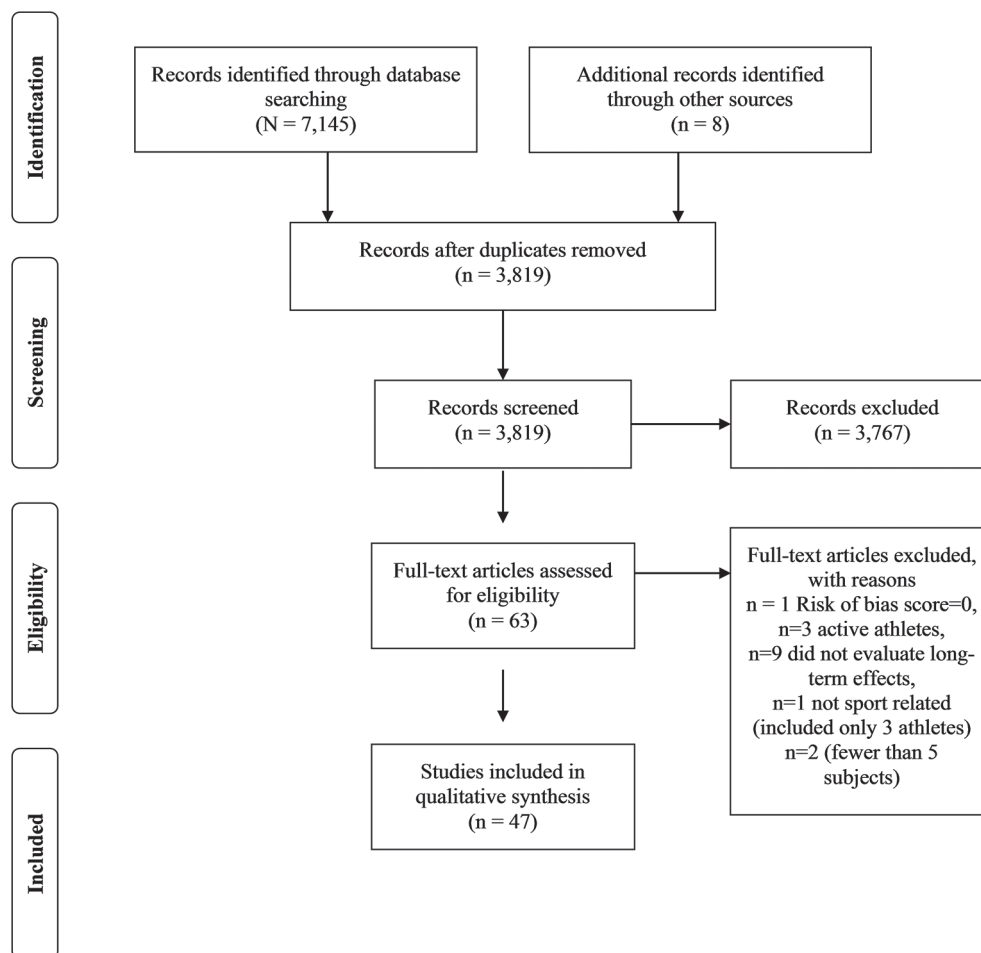 Identification
Records identified through database
searching
(N = 7,145)
Additional records identified
through other sources
(n = 8)
Records after duplicates removed
(n = 3,819)
Screening
Records screened
(n = 3,819)
Records excluded
(n = 3,767)
Eligibility
Full-text articles assessed
for eligibility
(n = 63)
Full-text articles excluded,
with reasons
n = 1 Risk of bias score=0,
n=3 active athletes,
n=9 did not evaluate long-
term effects,
n=1 not sport related
(included only 3 athletes)
n=2 (fewer than 5
subjects)
Included
Studies included in
qualitative synthesis
(n = 47)